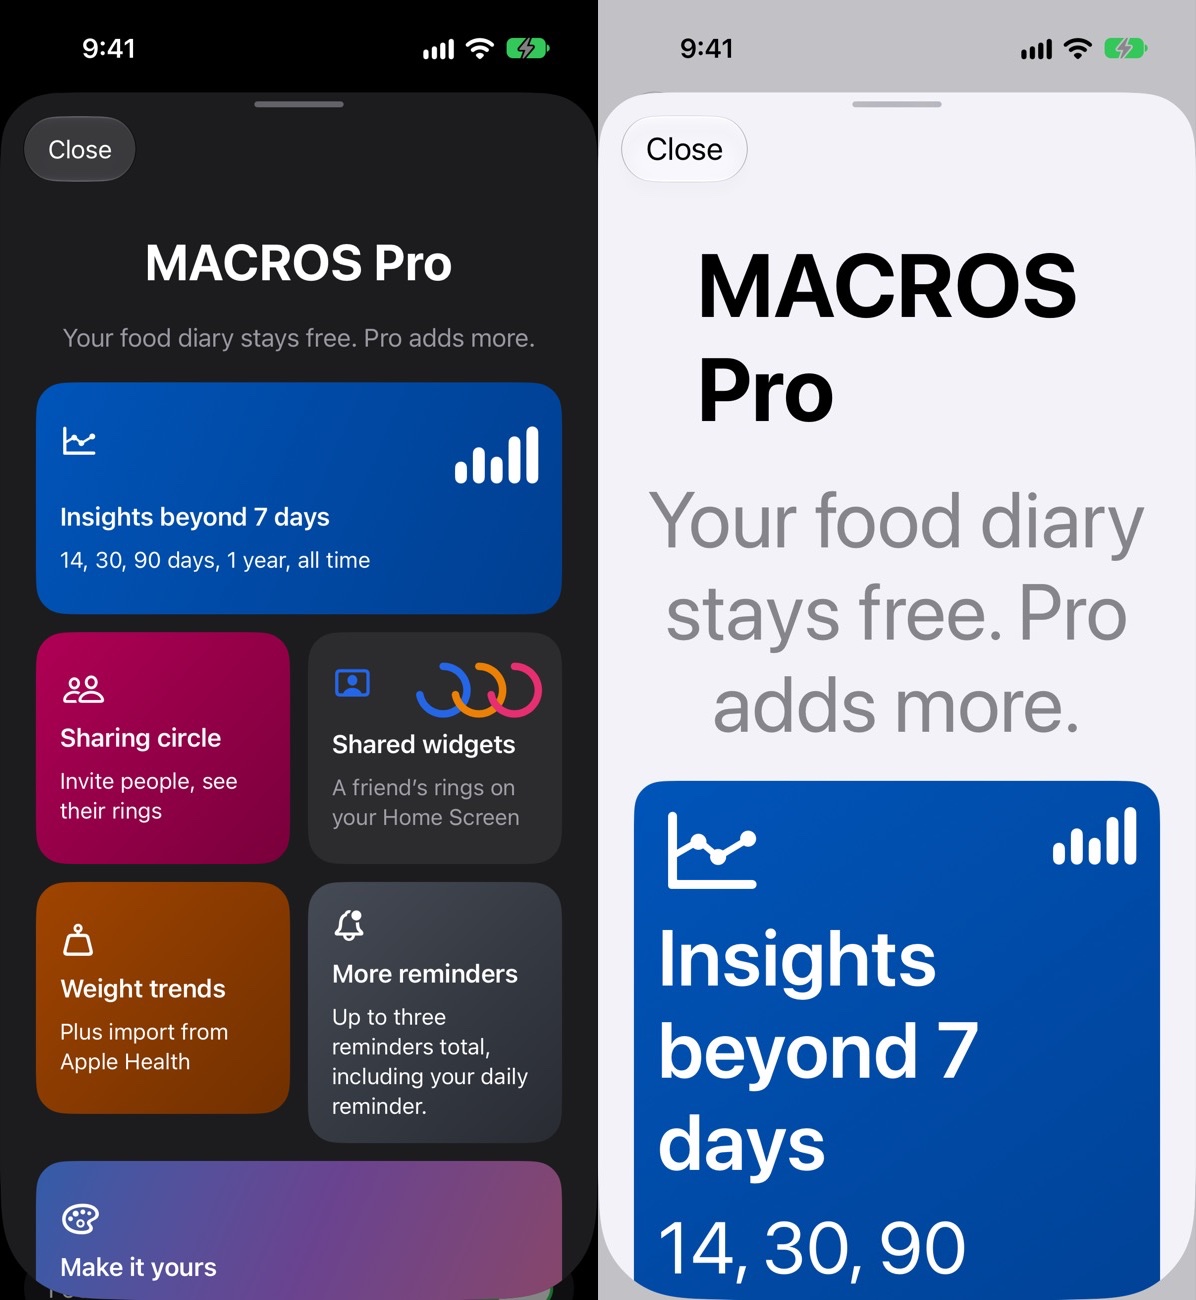 9:41
Close
MACROS Pro
Your food diary stays free. Pro adds more.
Insights beyond 7 days
14, 30, 90 days, 1 year, all time
Sharing circle
Invite people, see
their rings
Shared widgets
A friend’s rings on
your Home Screen
Weight trends
Plus import from
Apple Health
More reminders
Up to three
reminders total,
including your daily
reminder.
Make it yours
9:41
Close
MACROS
Pro
Your food diary
stays free. Pro
adds more.
Insights
beyond 7
days
14, 30, 90